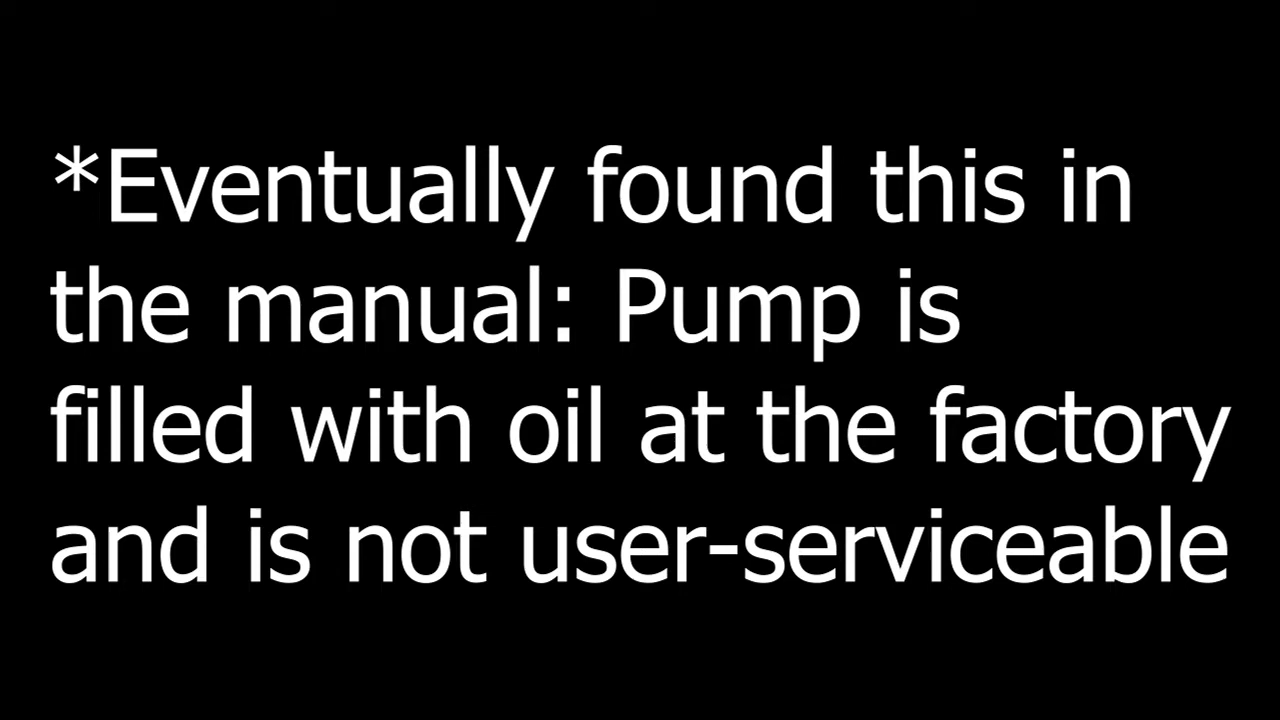 *Eventually found this in
the manual: Pump is
filled with oil at the factory
and is not user-serviceable